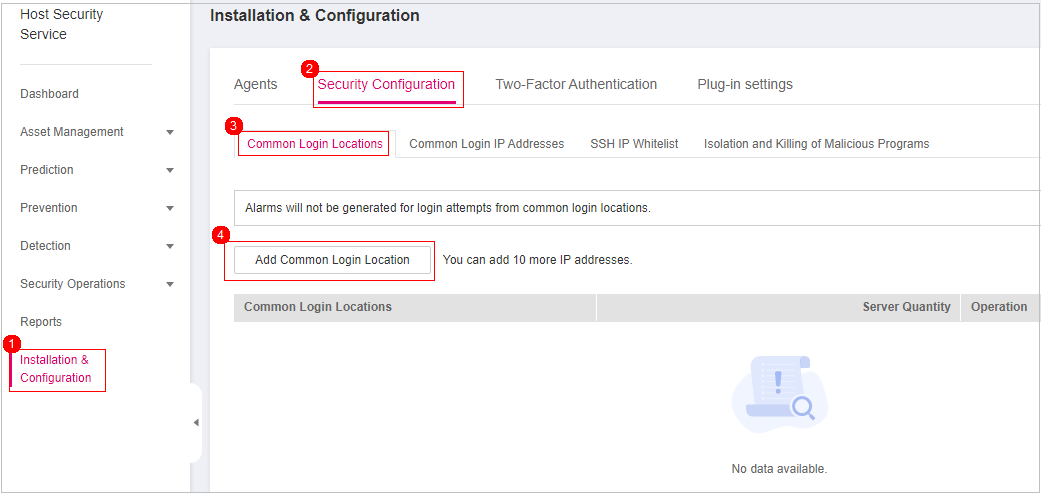 Host Security
Service
Dashboard
Asset Management
Prediction
Prevention
Detection
Security Operations
Reports
1
Installation &
Configuration
Installation & Configuration
2
Agents Security Configuration Two-Factor Authentication Plug-in settings
3
Common Login Locations Common Login IP Addresses SSH IP Whitelist Isolation and Killing of Malicious Programs
Alarms will not be generated for login attempts from common login locations.
4
Add Common Login Location You can add 10 more IP addresses.
Common Login Locations Server Quantity Operation
No data available.